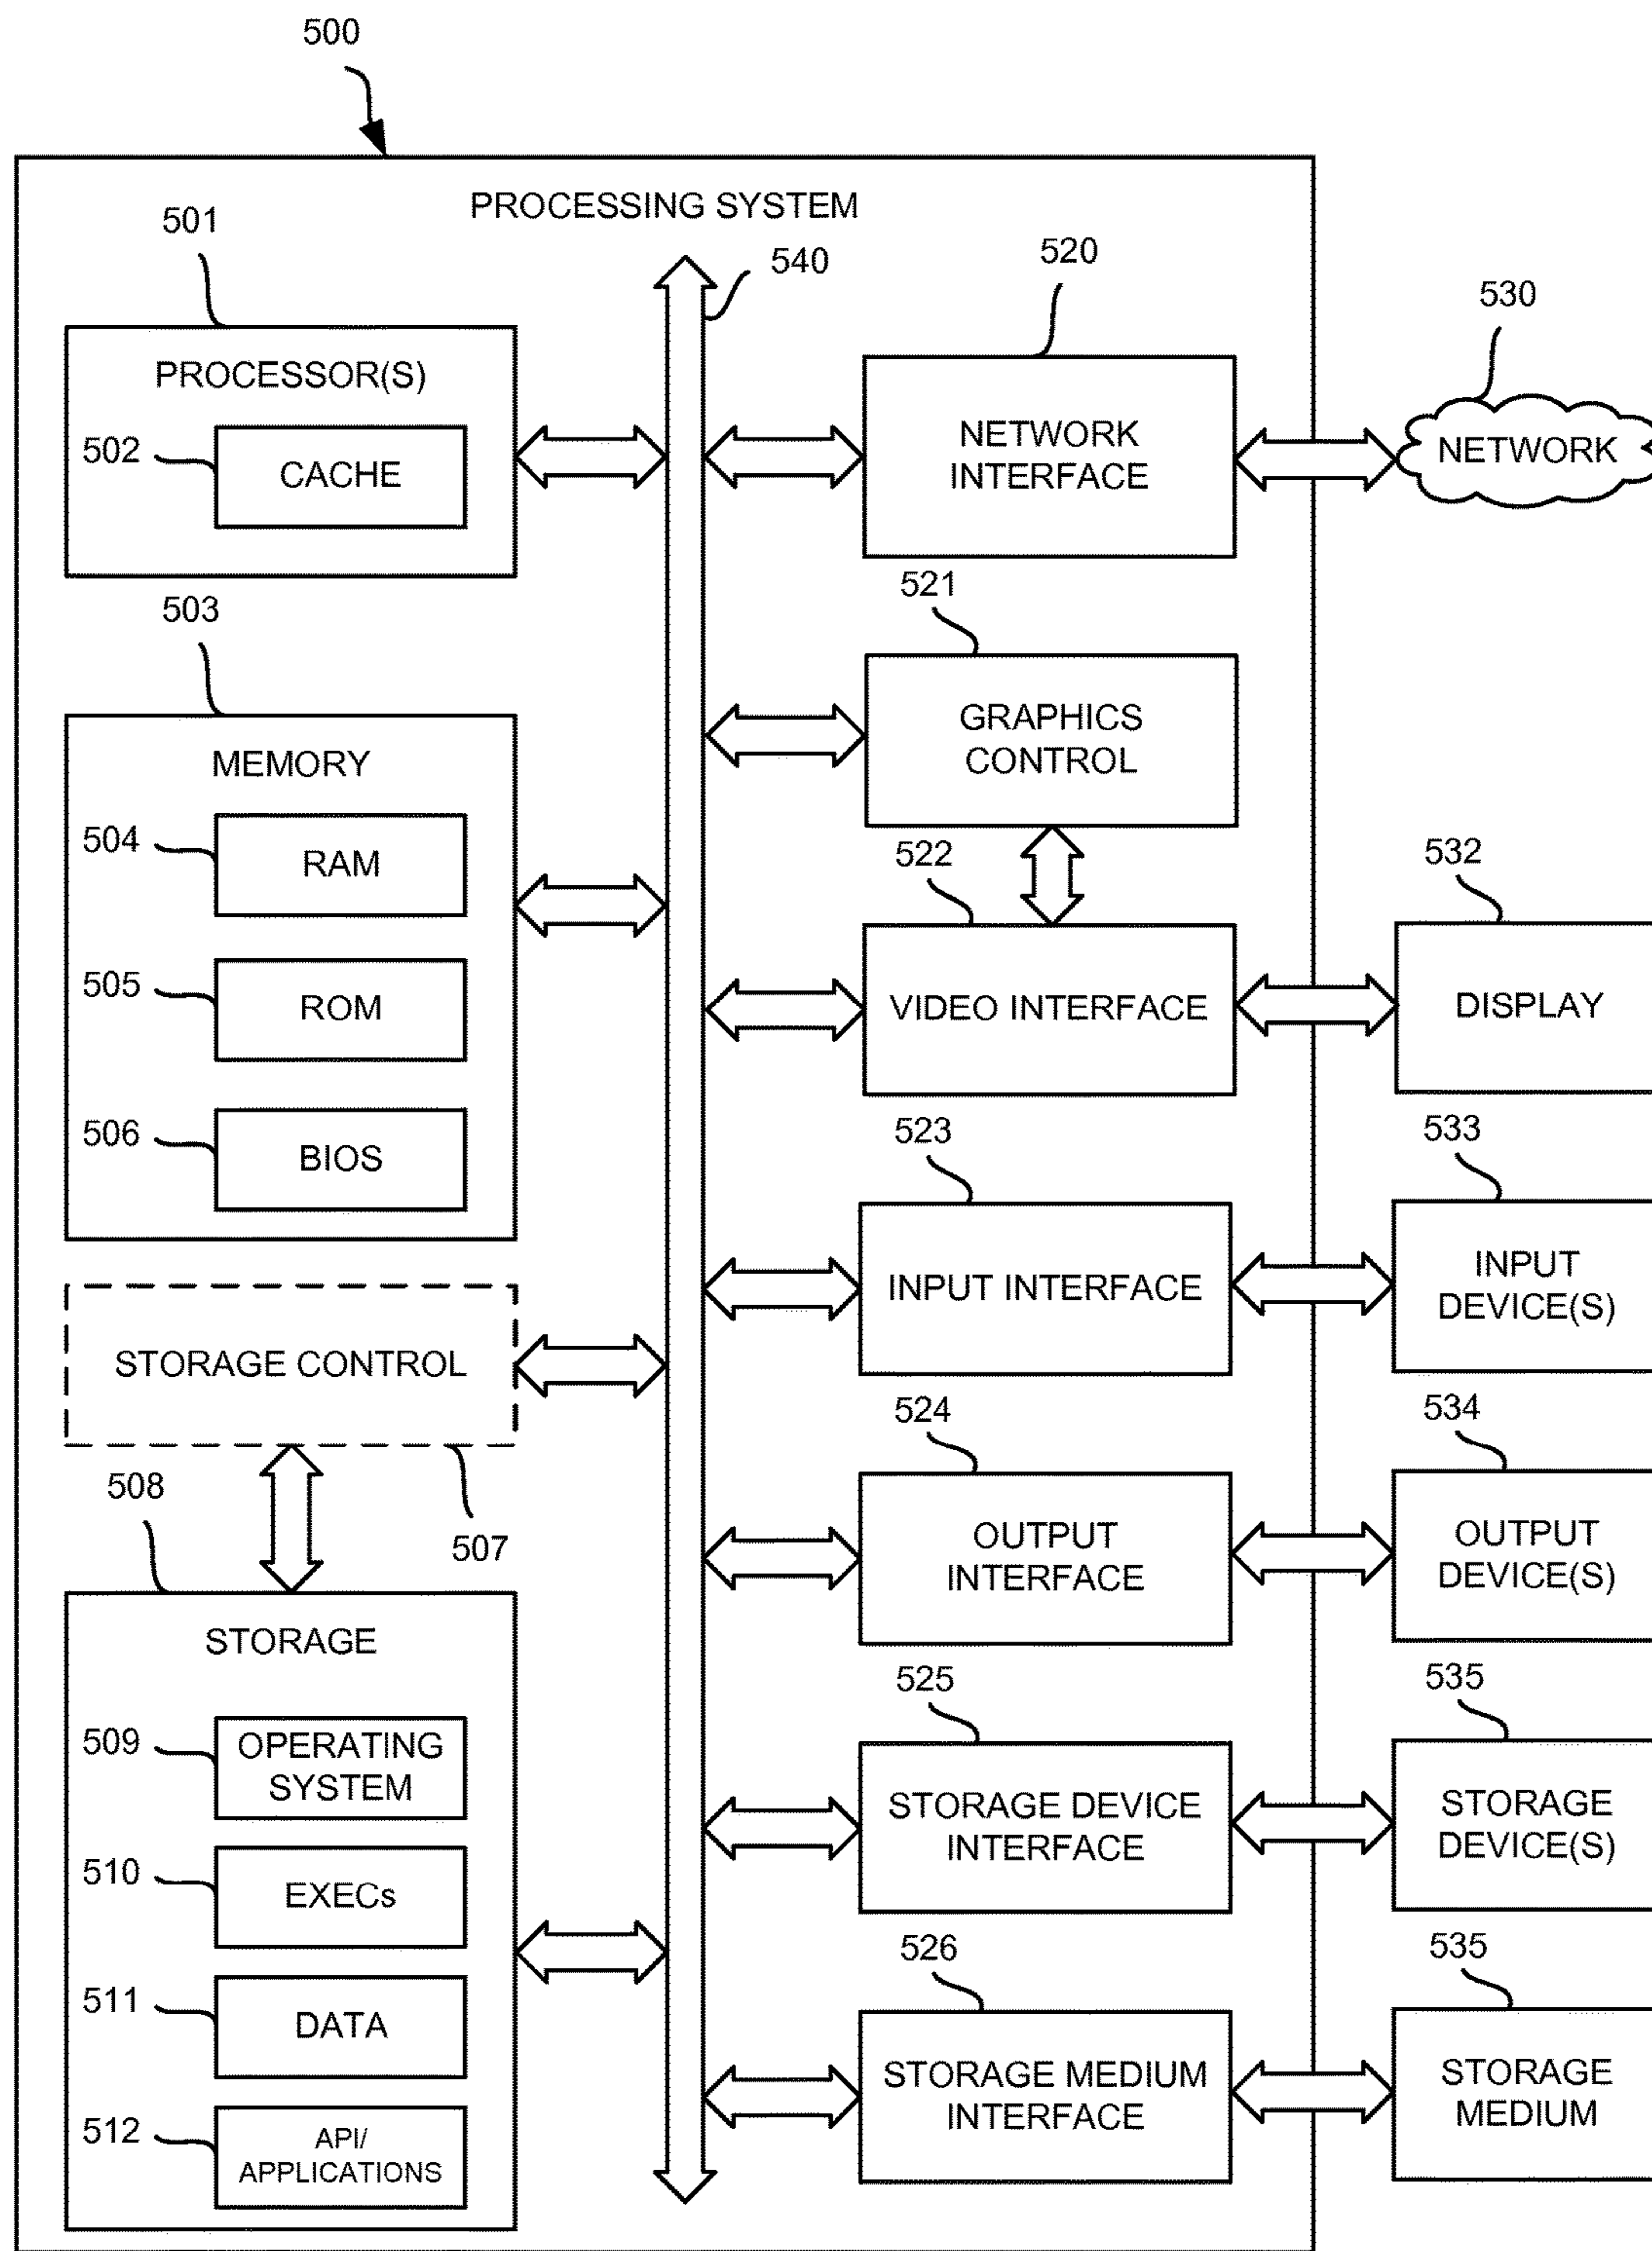 500
PROCESSING SYSTEM
501
540
520
530
PROCESSOR(S)
502
CACHE
NETWORK
INTERFACE
NETWORK
503
521
MEMORY
GRAPHICS
CONTROL
504
RAM
522
532
505
ROM
VIDEO INTERFACE
DISPLAY
506
BIOS
523
533
INPUT INTERFACE
INPUT
DEVICE(S)
STORAGE CONTROL
507
524
534
OUTPUT
INTERFACE
OUTPUT
DEVICE(S)
508
STORAGE
525
535
509
OPERATING
SYSTEM
STORAGE DEVICE
INTERFACE
STORAGE
DEVICE(S)
510
EXECs
526
535
511
DATA
STORAGE MEDIUM
INTERFACE
STORAGE
MEDIUM
512
API/
APPLICATIONS